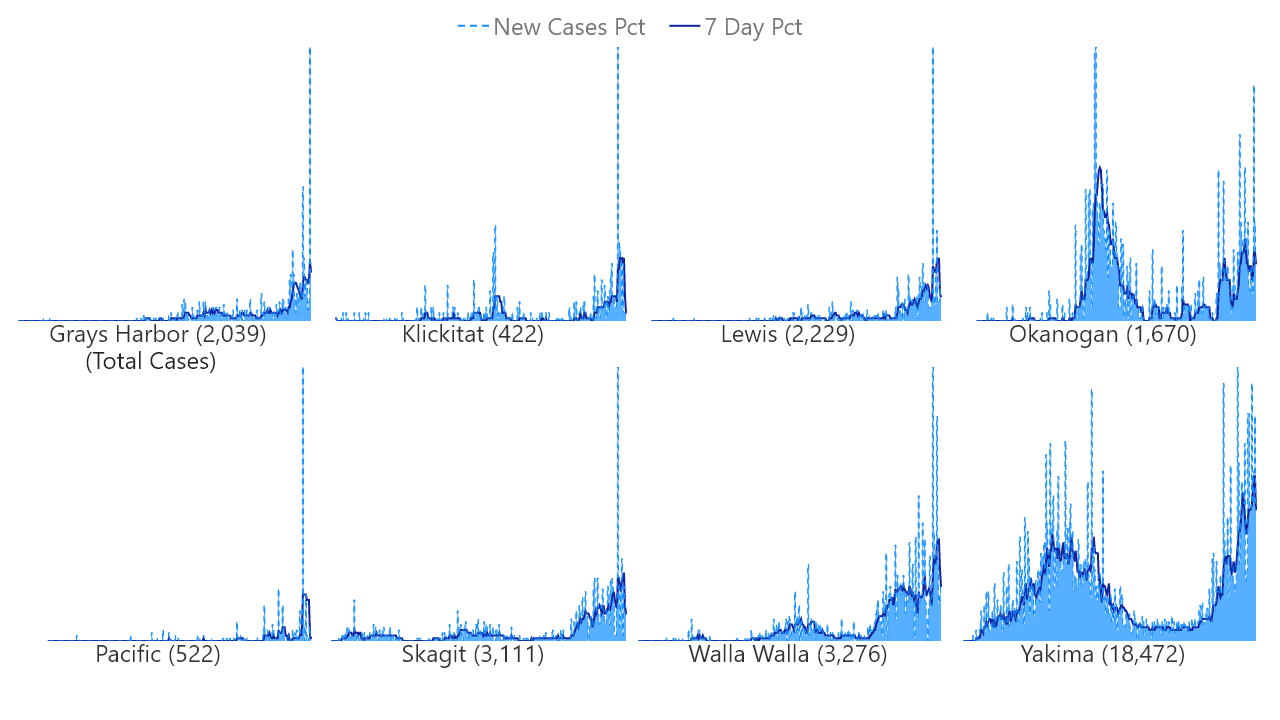 New Cases Pct 7 Day Pct
Grays Harbor (2,039) Klickitat (422) Lewis (2,229) Okanogan (1,670)
(Total Cases)
Pacific (522) Skagit (3,111) Walla Walla (3,276) Yakima (18,472)